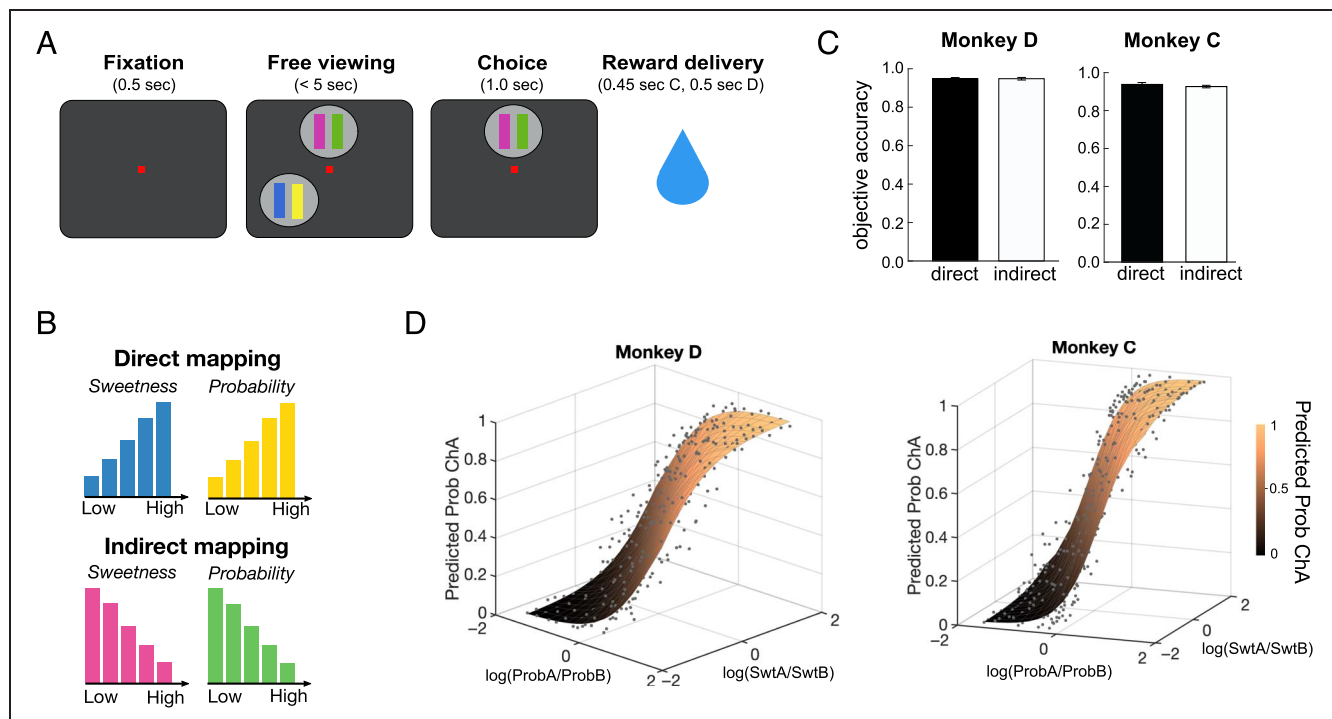 A
Fixation
(0.5 sec)
Free viewing
(< 5 sec)
Choice
(1.0 sec)
Reward delivery
(0.45 sec C, 0.5 sec D)
B
Direct mapping
Sweetness
Probability
Low
High
Low
High
Indirect mapping
Sweetness
Probability
Low
High
Low
High
C
Monkey D
Monkey C
objective accuracy
1.0
0.8
0.6
0.4
0.2
0.0
direct
indirect
1.0
0.8
0.6
0.4
0.2
0.0
direct
indirect
D
Monkey D
Predicted Prob ChA
1
0.8
0.6
0.4
0.2
0
−2
0
2
−2
0
2
log(ProbA/ProbB)
log(SwtA/SwtB)
Monkey C
Predicted Prob ChA
1
0.8
0.6
0.4
0.2
0
−2
0
2
−2
0
2
log(ProbA/ProbB)
log(SwtA/SwtB)
1
0.5
0
Predicted Prob ChA